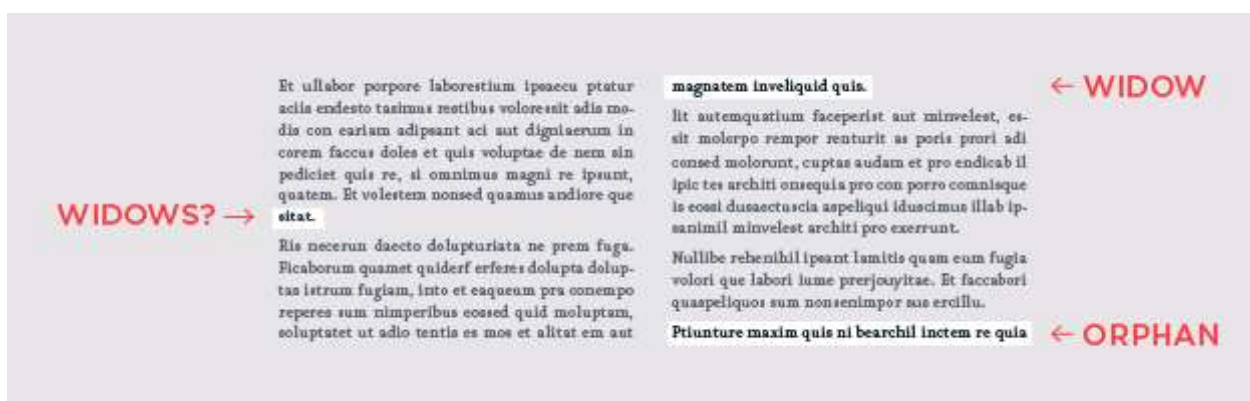 Et ullabor porpore laborestium ipsaecu ptatur
aciis endesto tasimus restibus voloressit adis mo-
dis con eariam adipsant aci aut digniaerum in
corem faccus doles et quis voluptae de nem sin
pediciet quis re, si omnimus magni re ipsunt,
quatem. Et volestem nonsed quamus andiore que
WIDOWS? →
sitat.
Ris necerun daecto dolupturiata ne prem fuga.
Ficaborum quamet quiderf erferes dolupta dolup-
tas istrum fugiam, into et eaqueum pra conempo
reperes sum nimperibus eossed quid moluptam,
soluptatet ut adio tentis es mos et alitat em aut
magnatem inveliquid quis.
← WIDOW
Iit autemquatium faceperist aut minvelest, es-
sit molorpo rempor renturit as poris prori adi
consed molorunt, cuptas audam et pro endicab il
ipic tes architi onsequia pro con porro comnisque
is eossi dusaectuscia aspeliqui iduscimus illab ip-
sanimil minvelest architi pro exerrunt.
Nullibe rehenihil ipsant lamitis quam eum fugia
volori que labori iume prerjouyitae. Et faccabori
quaspeliquos sum nonsenimpor sus ercillu.
Ptiunture maxim quis ni bearchil inctem re quia
← ORPHAN